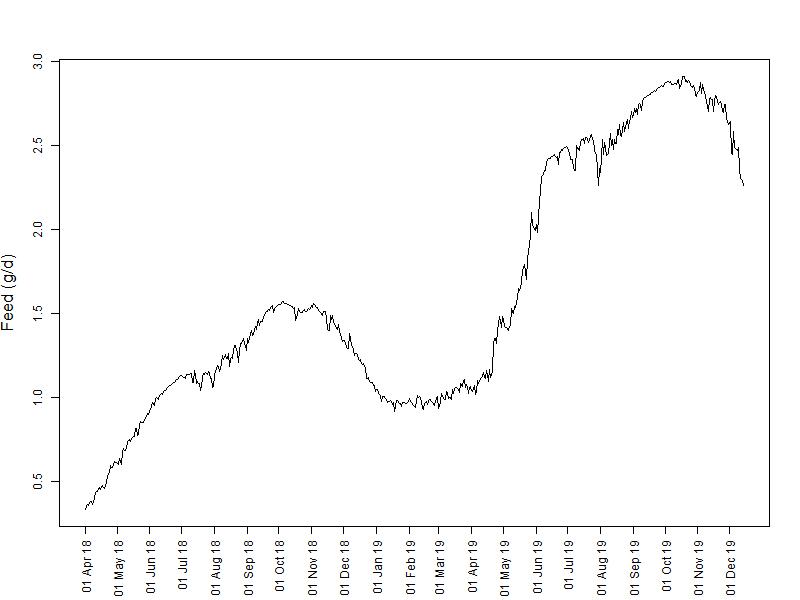 3.0
2.5
2.0
1.5
1.0
0.5
Feed (g/d)
01 Apr 18
01 May 18
01 Jun 18
01 Jul 18
01 Aug 18
01 Sep 18
01 Oct 18
01 Nov 18
01 Dec 18
01 Jan 19
01 Feb 19
01 Mar 19
01 Apr 19
01 May 19
01 Jun 19
01 Jul 19
01 Aug 19
01 Sep 19
01 Oct 19
01 Nov 19
01 Dec 19